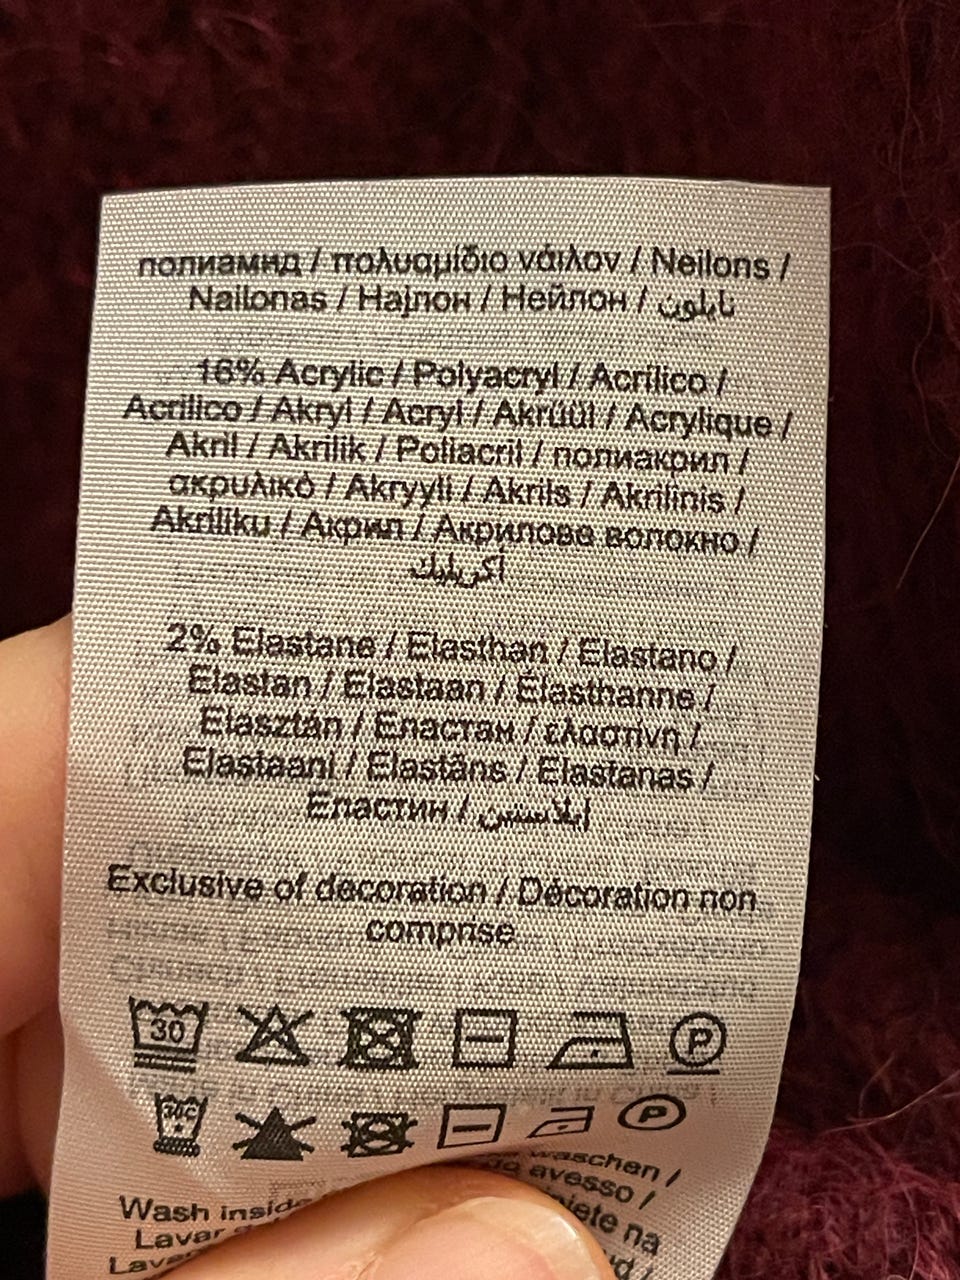 полиамид / πολυαμίδιο νάιλον / Neilons /
Nailonas / Најлон / Нейлон / نايلون
16% Acrylic / Polyacryl / Acrílico /
Acrilico / Akryl / Acryl / Akrüül / Acrylique /
Akril / Akrilik / Poliacril / полиакрил /
ακρυλικό / Akryyli / Akrils / Akrilinis /
Akriliku / Акрил / Акрилове волокно /
أكريليك
2% Elastane / Elasthan / Elastano /
Elastan / Elastaan / Élasthanne /
Elasztán / Еластан / ελαστίνη /
Elastaani / Elastāns / Elastanas /
Еластин / إيلاستين
Exclusive of decoration / Décoration non
comprise
30 P
30C P
Wash inside waschen /
Lavar avesso /
Lavar na